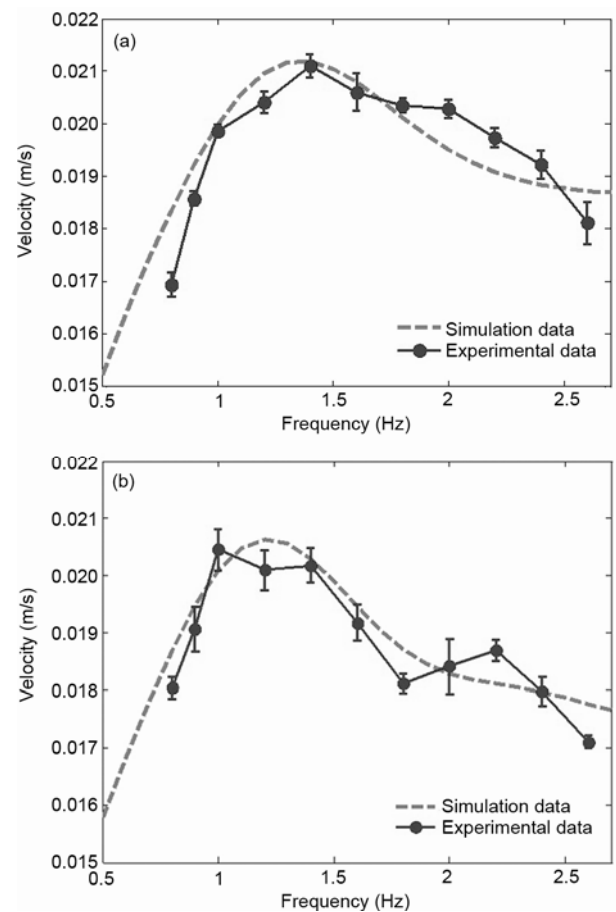 (a)
0.022
0.021
0.020
0.019
0.018
0.017
0.016
0.015
Velocity (m/s)
Simulation data
Experimental data
0.5
1
1.5
2
2.5
Frequency (Hz)
(b)
0.022
0.021
0.020
0.019
0.018
0.017
0.016
0.015
Velocity (m/s)
Simulation data
Experimental data
0.5
1
1.5
2
2.5
Frequency (Hz)